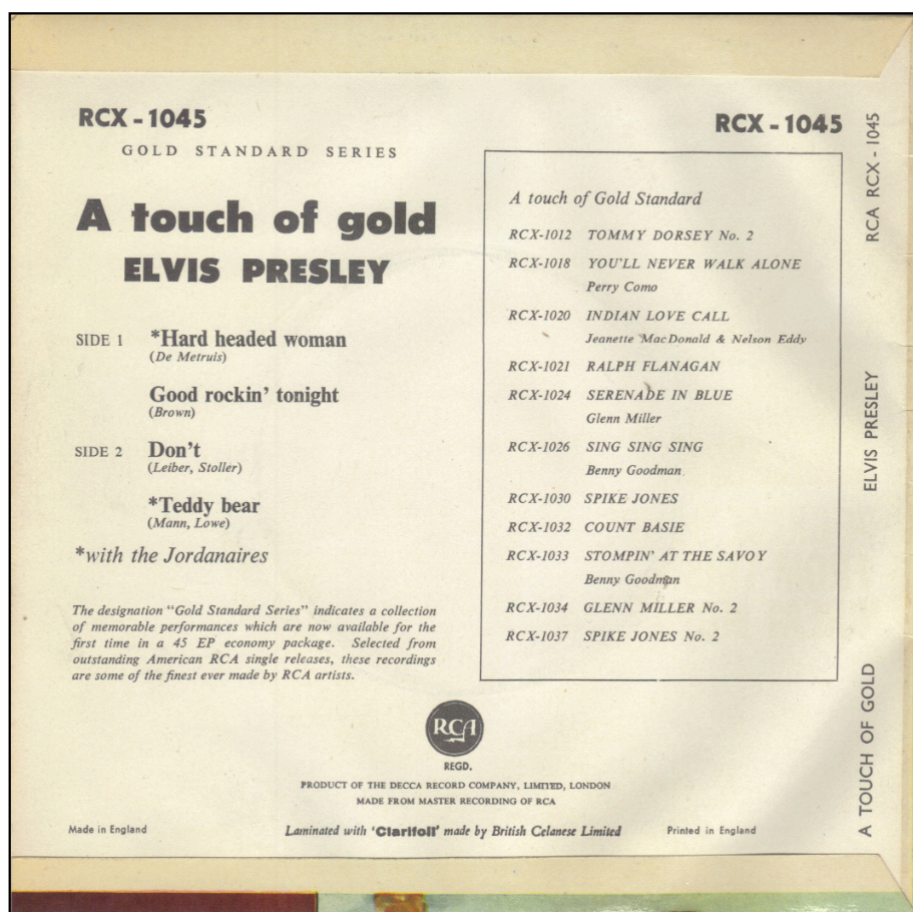 RCX - 1045
GOLD STANDARD SERIES
A touch of gold
ELVIS PRESLEY
SIDE 1 *Hard headed woman
(De Metruis)
Good rockin' tonight
(Brown)
SIDE 2 Don't
(Leiber, Stoller)
*Teddy bear
(Mann, Lowe)
*with the Jordanaires
The designation "Gold Standard Series" indicates a collection
of memorable performances which are now available for the
first time in a 45 EP economy package. Selected from
outstanding American RCA single releases, these recordings
are some of the finest ever made by RCA artists.
RCX - 1045
A touch of Gold Standard
RCX-1012 TOMMY DORSEY No. 2
RCX-1018 YOU'LL NEVER WALK ALONE
Perry Como
RCX-1020 INDIAN LOVE CALL
Jeanette MacDonald & Nelson Eddy
RCX-1021 RALPH FLANAGAN
RCX-1024 SERENADE IN BLUE
Glenn Miller
RCX-1026 SING SING SING
Benny Goodman
RCX-1030 SPIKE JONES
RCX-1032 COUNT BASIE
RCX-1033 STOMPIN' AT THE SAVOY
Benny Goodman
RCX-1034 GLENN MILLER No. 2
RCX-1037 SPIKE JONES No. 2
RCA
REGD.
PRODUCT OF THE DECCA RECORD COMPANY, LIMITED, LONDON
MADE FROM MASTER RECORDING OF RCA
Made in England
Laminated with 'Clarifoil' made by British Celanese Limited
Printed in England
A TOUCH OF GOLD ELVIS PRESLEY RCA RCX - 1045